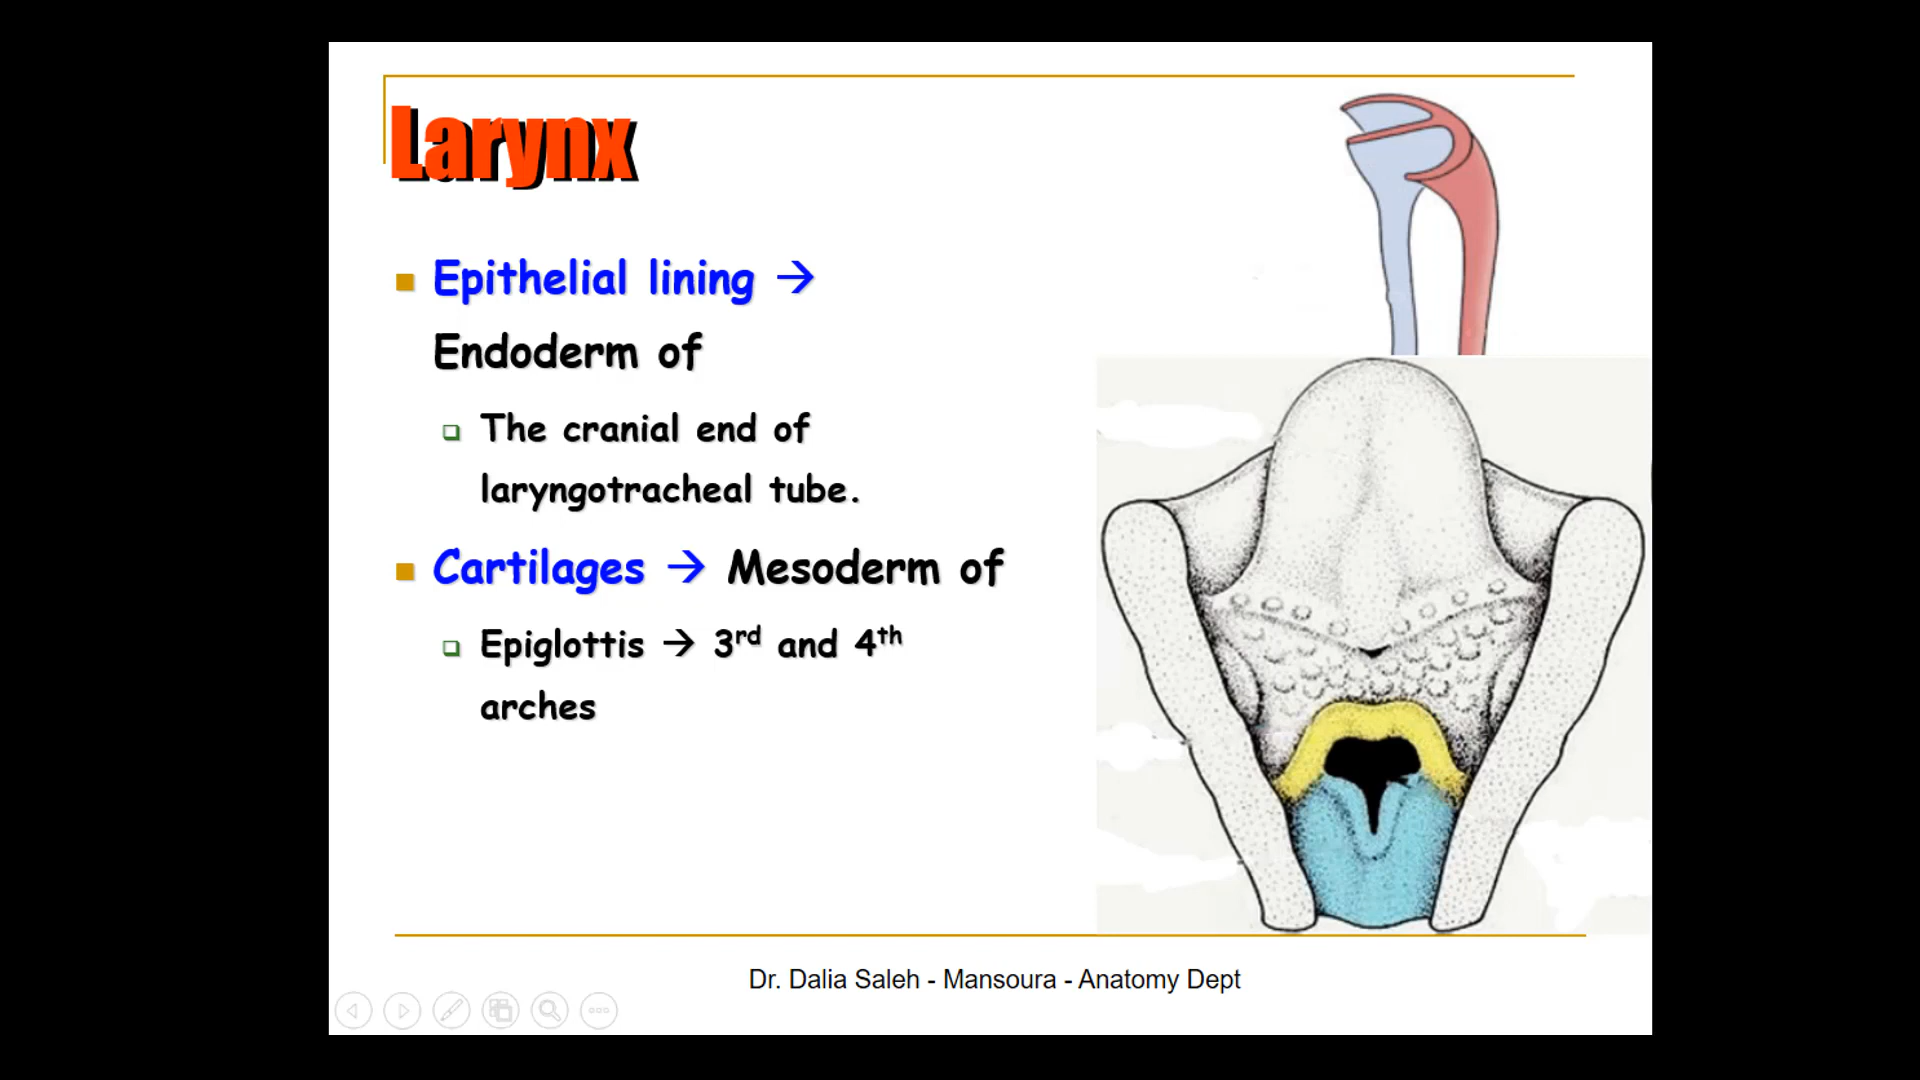 Larynx
Epithelial lining →
Endoderm of
The cranial end of
laryngotracheal tube.
Cartilages → Mesoderm of
Epiglottis → 3rd and 4th
arches
Dr. Dalia Saleh - Mansoura - Anatomy Dept